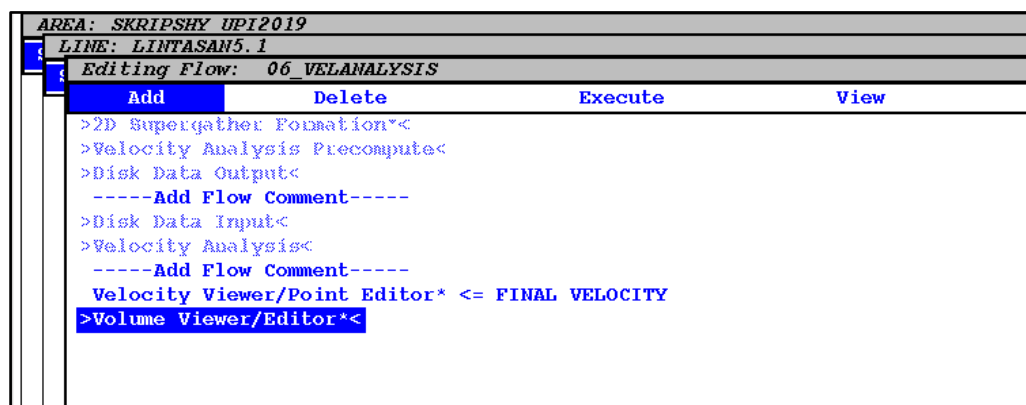 AREA: SKRIPSHY UPI2019
LINE: LINTASAN5.1
Editing Flow: 06_VELANALYSIS
Add Delete Execute View
>2D Supergather Formation*<
>Velocity Analysis Precompute<
>Disk Data Output<
-----Add Flow Comment-----
>Disk Data Input<
>Velocity Analysis<
-----Add Flow Comment-----
Velocity Viewer/Point Editor* <= FINAL VELOCITY
>Volume Viewer/Editor*<